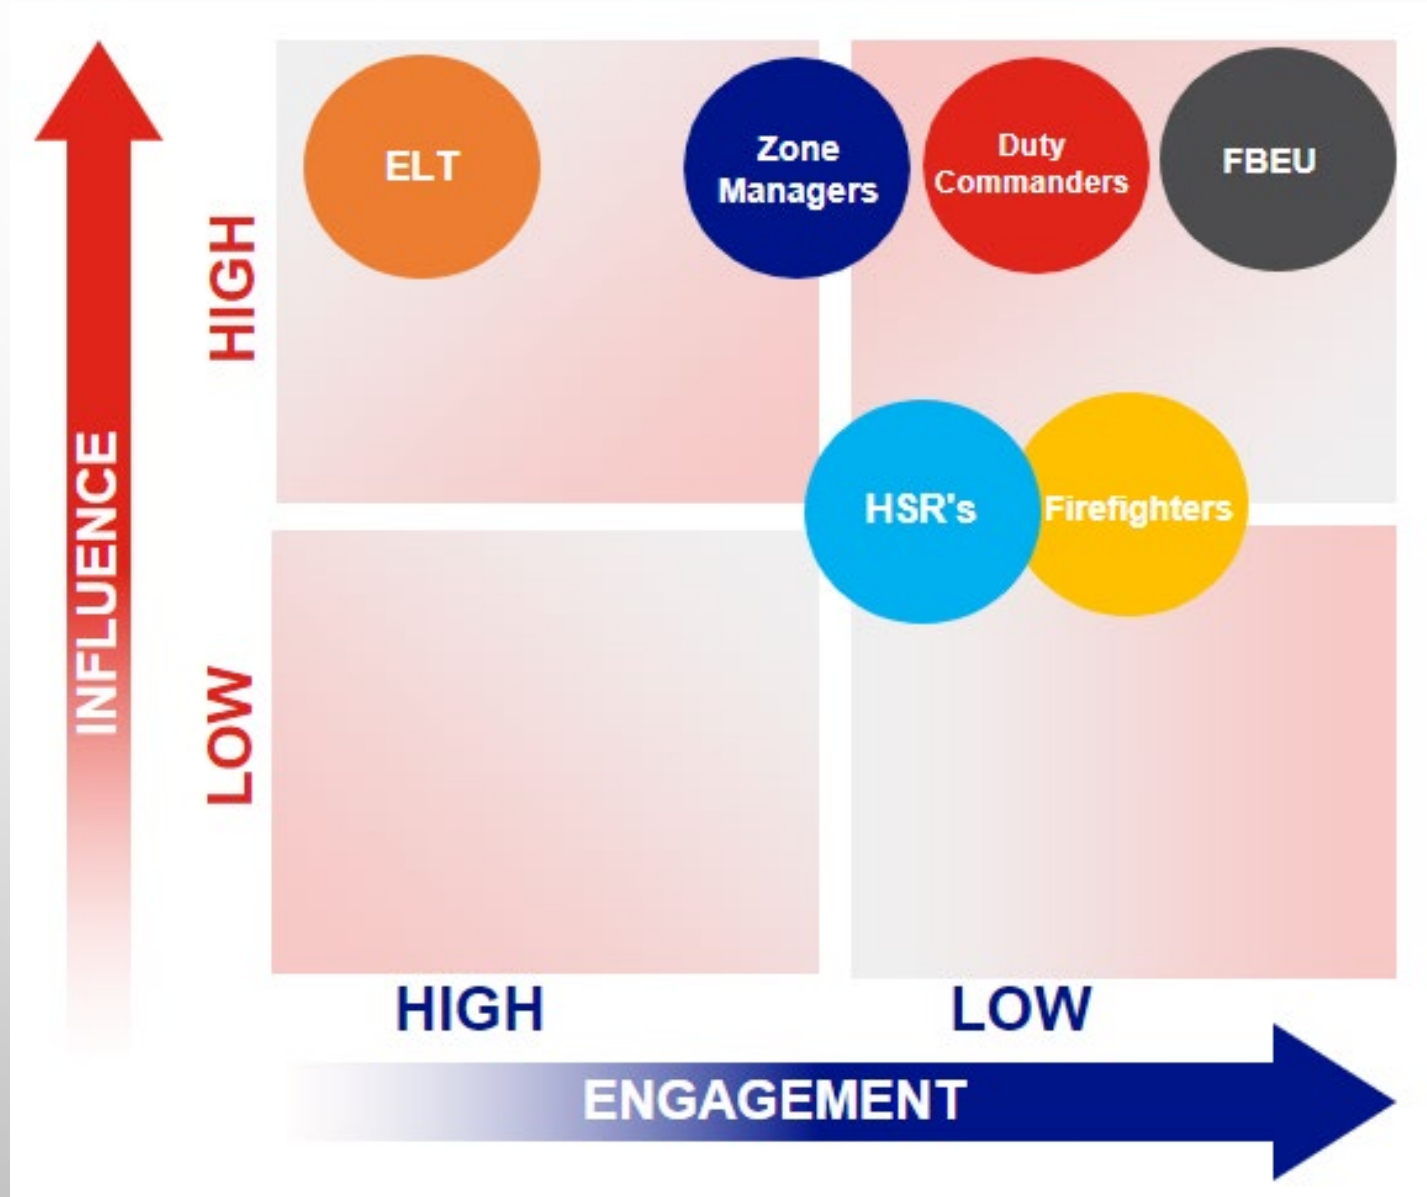 ELT
Zone
Managers
Duty
Commanders
FBEU
HIGH
INFLUENCE
HSR's
Firefighters
LOW
HIGH
LOW
ENGAGEMENT